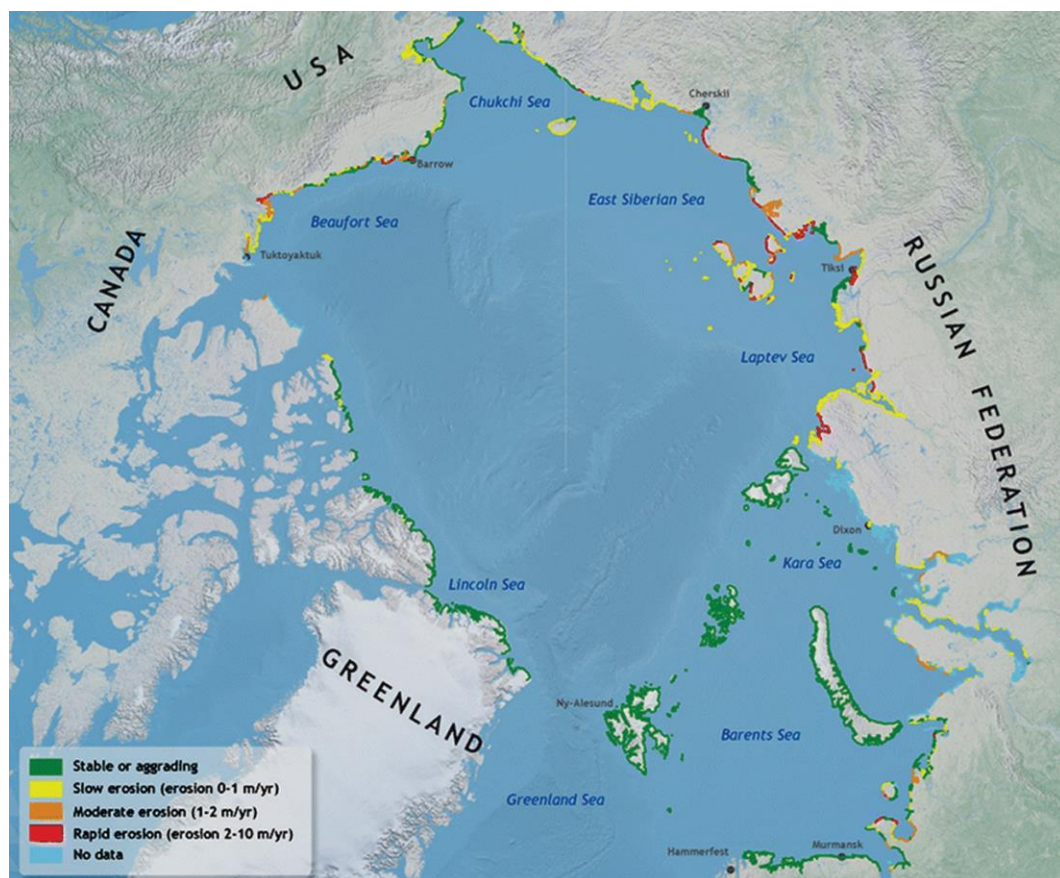 USA
Chukchi Sea
Cherskii
Barrow
East Siberian Sea
Beaufort Sea
CANADA
Tuktoyaktuk
Tiksi
RUSSIAN FEDERATION
Laptev Sea
Dixon
Kara Sea
Lincoln Sea
GREENLAND
Ny-Alesund
Barents Sea
Greenland Sea
Hammerfest
Murmansk
Stable or aggrading
Slow erosion (erosion 0-1 m/yr)
Moderate erosion (1-2 m/yr)
Rapid erosion (erosion 2-10 m/yr)
No data